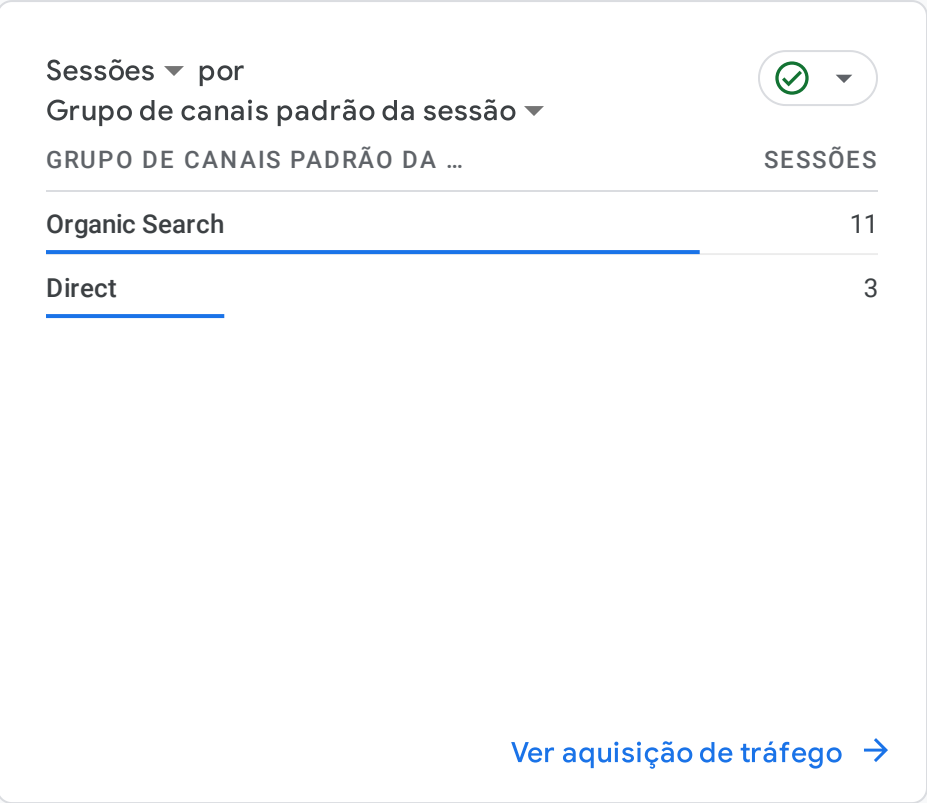 Sessões por
Grupo de canais padrão da sessão
GRUPO DE CANAIS PADRÃO DA ... SESSÕES
Organic Search 11
Direct 3
Ver aquisição de tráfego